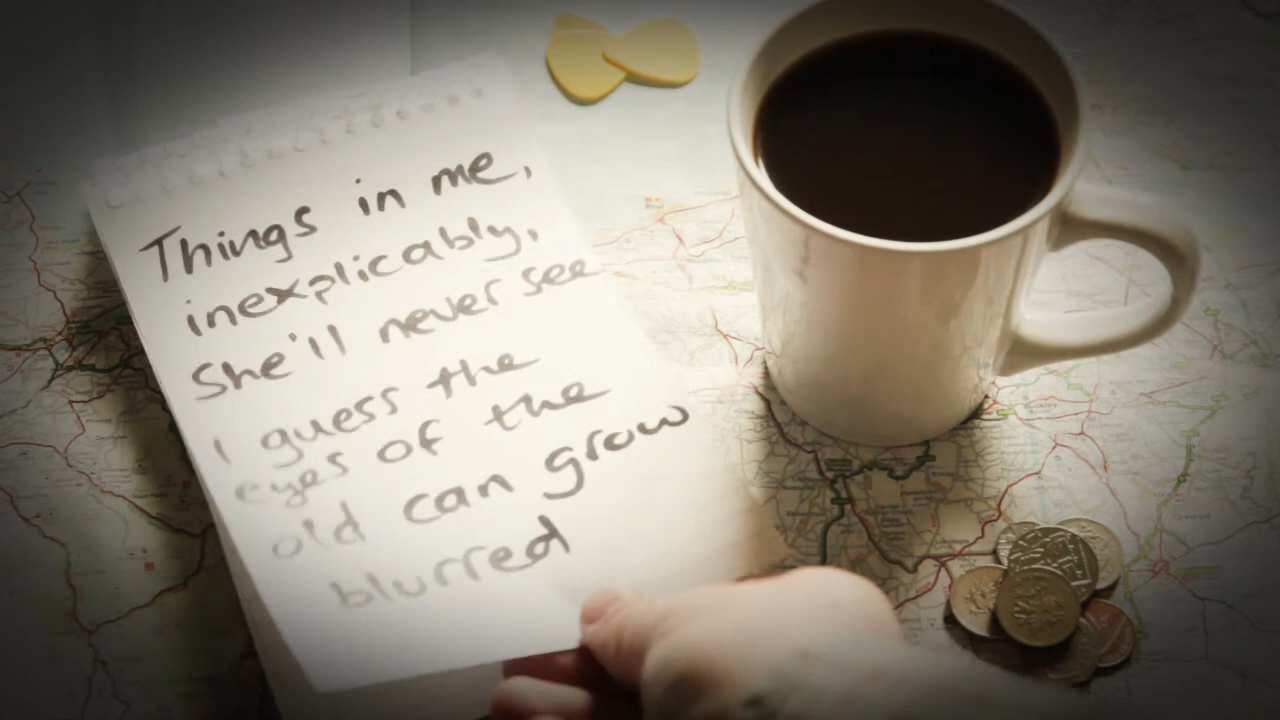 Things in me,
inexplicably,
She'll never see
I guess the
eyes of the
old can grow
blurred